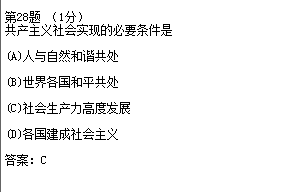 第28题 (1分)
共产主义社会实现的必要条件是
(A)人与自然和谐共处
(B)世界各国和平共处
(C)社会生产力高度发展
(D)各国建成社会主义
答案：C